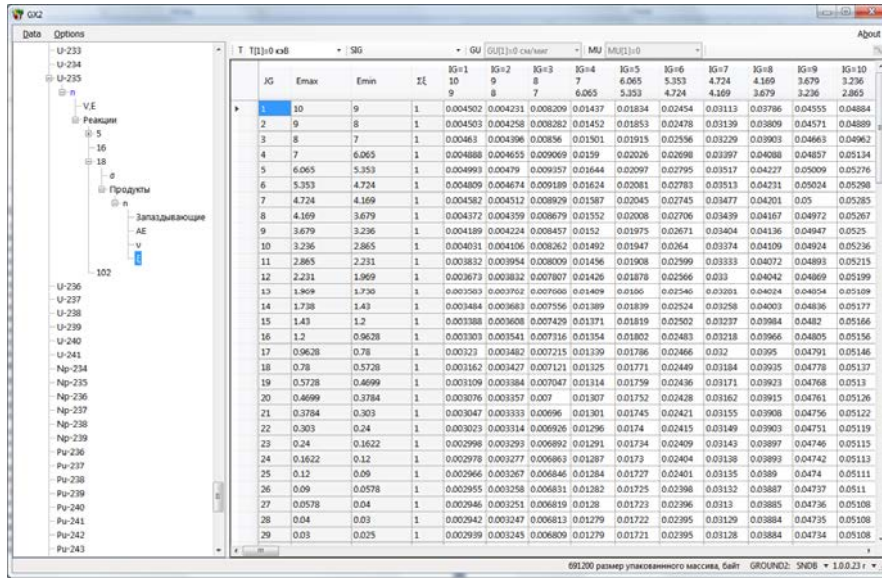 GX2
Data Options About
U-233
U-234
U-235
n
V,E
Реакции
5
16
18
σ
Продукты
n
Запаздывающие
AE
ν
ξ
102
U-236
U-237
U-238
U-239
U-240
U-241
Np-234
Np-235
Np-236
Np-237
Np-238
Np-239
Pu-236
Pu-237
Pu-238
Pu-239
Pu-240
Pu-241
Pu-242
Pu-243
T T[1]=0 кэВ SIG GU GU[1]=0 MU MU[1]=0
IG=1 IG=2 IG=3 IG=4 IG=5 IG=6 IG=7 IG=8 IG=9 IG=10
JG Emax Emin Σξ 10 9 8 7 6.065 5.353 4.724 4.169 3.679 3.236
9 8 7 6.065 5.353 4.724 4.169 3.679 3.236 2.865
1 10 9 1 0.004502 0.004231 0.008209 0.01437 0.01834 0.02454 0.03113 0.03786 0.04555 0.04884
2 9 8 1 0.004503 0.004258 0.008282 0.01452 0.01853 0.02478 0.03139 0.03809 0.04571 0.04889
3 8 7 1 0.00463 0.004396 0.00856 0.01501 0.01915 0.02556 0.03229 0.03903 0.04663 0.04962
4 7 6.065 1 0.004888 0.004655 0.009069 0.0159 0.02026 0.02698 0.03397 0.04088 0.04857 0.05134
5 6.065 5.353 1 0.004993 0.00479 0.009357 0.01644 0.02097 0.02795 0.03517 0.04227 0.05009 0.05276
6 5.353 4.724 1 0.004809 0.004674 0.009189 0.01624 0.02081 0.02783 0.03513 0.04231 0.05024 0.05298
7 4.724 4.169 1 0.004582 0.004512 0.008929 0.01587 0.02045 0.02745 0.03477 0.04201 0.05 0.05285
8 4.169 3.679 1 0.004372 0.004359 0.008679 0.01552 0.02008 0.02706 0.03439 0.04167 0.04972 0.05267
9 3.679 3.236 1 0.004189 0.004224 0.008457 0.0152 0.01975 0.02671 0.03404 0.04136 0.04947 0.0525
10 3.236 2.865 1 0.004031 0.004106 0.008262 0.01492 0.01947 0.0264 0.03374 0.04109 0.04924 0.05236
11 2.865 2.231 1 0.003832 0.003954 0.008009 0.01456 0.01908 0.02599 0.03333 0.04072 0.04893 0.05215
12 2.231 1.969 1 0.003673 0.003832 0.007807 0.01426 0.01878 0.02566 0.033 0.04042 0.04869 0.05199
13 1.969 1.738 1 0.003583 0.003762 0.01409 0.0186 0.02546 0.03281 0.04024 0.04854 0.05189
14 1.738 1.43 1 0.003484 0.003683 0.007556 0.01389 0.01839 0.02524 0.03258 0.04003 0.04836 0.05177
15 1.43 1.2 1 0.003388 0.003608 0.007429 0.01371 0.01819 0.02502 0.03237 0.03984 0.0482 0.05166
16 1.2 0.9628 1 0.003303 0.003541 0.007316 0.01354 0.01802 0.02483 0.03218 0.03966 0.04805 0.05156
17 0.9628 0.78 1 0.00323 0.003482 0.007215 0.01339 0.01786 0.02466 0.032 0.0395 0.04791 0.05146
18 0.78 0.5728 1 0.003162 0.003427 0.007121 0.01325 0.01771 0.02449 0.03184 0.03935 0.04778 0.05137
19 0.5728 0.4699 1 0.003109 0.003384 0.007047 0.01314 0.01759 0.02436 0.03171 0.03923 0.04768 0.0513
20 0.4699 0.3784 1 0.003076 0.003357 0.007 0.01307 0.01752 0.02428 0.03162 0.03915 0.04761 0.05126
21 0.3784 0.303 1 0.003047 0.003333 0.00696 0.01301 0.01745 0.02421 0.03155 0.03908 0.04756 0.05122
22 0.303 0.24 1 0.003023 0.003314 0.006926 0.01296 0.0174 0.02415 0.03149 0.03903 0.04751 0.05119
23 0.24 0.1622 1 0.002998 0.003293 0.006892 0.01291 0.01734 0.02409 0.03143 0.03897 0.04746 0.05115
24 0.1622 0.12 1 0.002978 0.003277 0.006863 0.01287 0.0173 0.02404 0.03138 0.03893 0.04742 0.05113
25 0.12 0.09 1 0.002966 0.003267 0.006846 0.01284 0.01727 0.02401 0.03135 0.0389 0.0474 0.05111
26 0.09 0.0578 1 0.002955 0.003258 0.006831 0.01282 0.01725 0.02398 0.03132 0.03887 0.04737 0.0511
27 0.0578 0.04 1 0.002946 0.003251 0.006819 0.0128 0.01723 0.02396 0.0313 0.03885 0.04736 0.05108
28 0.04 0.03 1 0.002942 0.003247 0.006813 0.01279 0.01722 0.02395 0.03129 0.03884 0.04735 0.05108
29 0.03 0.025 1 0.002939 0.003245 0.006809 0.01279 0.01721 0.02395 0.03128 0.03884 0.04734 0.05108
691200 размер упакованнного массива, байт GROUND2: SNDB 1.0.0.23 г